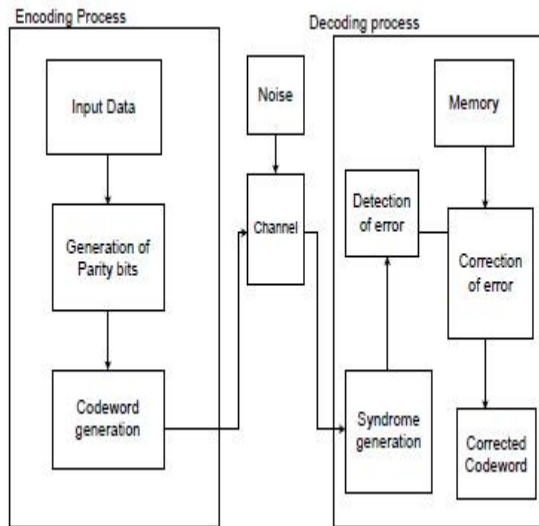 Encoding Process
Input Data
Generation of
Parity bits
Codeword
generation
Noise
Channel
Decoding process
Memory
Detection
of error
Correction
of error
Syndrome
generation
Corrected
Codeword